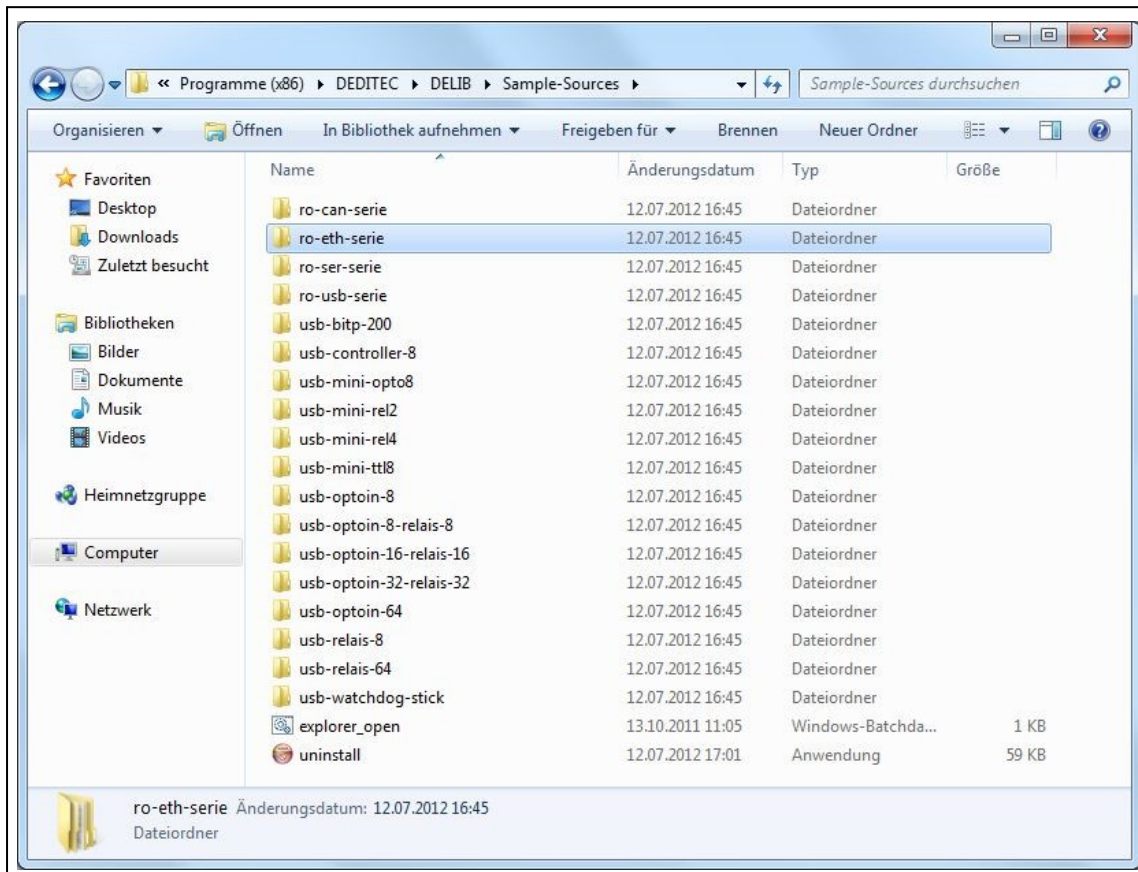 « Programme (x86) ▸ DEDITEC ▸ DELIB ▸ Sample-Sources ▸ Sample-Sources durchsuchen
Organisieren Öffnen In Bibliothek aufnehmen Freigeben für Brennen Neuer Ordner
Favoriten
Desktop
Downloads
Zuletzt besucht
Bibliotheken
Bilder
Dokumente
Musik
Videos
Heimnetzgruppe
Computer
Netzwerk
Name Änderungsdatum Typ Größe
ro-can-serie 12.07.2012 16:45 Dateiordner
ro-eth-serie 12.07.2012 16:45 Dateiordner
ro-ser-serie 12.07.2012 16:45 Dateiordner
ro-usb-serie 12.07.2012 16:45 Dateiordner
usb-bitp-200 12.07.2012 16:45 Dateiordner
usb-controller-8 12.07.2012 16:45 Dateiordner
usb-mini-opto8 12.07.2012 16:45 Dateiordner
usb-mini-rel2 12.07.2012 16:45 Dateiordner
usb-mini-rel4 12.07.2012 16:45 Dateiordner
usb-mini-ttl8 12.07.2012 16:45 Dateiordner
usb-optoin-8 12.07.2012 16:45 Dateiordner
usb-optoin-8-relais-8 12.07.2012 16:45 Dateiordner
usb-optoin-16-relais-16 12.07.2012 16:45 Dateiordner
usb-optoin-32-relais-32 12.07.2012 16:45 Dateiordner
usb-optoin-64 12.07.2012 16:45 Dateiordner
usb-relais-8 12.07.2012 16:45 Dateiordner
usb-relais-64 12.07.2012 16:45 Dateiordner
usb-watchdog-stick 12.07.2012 16:45 Dateiordner
explorer_open 13.10.2011 11:05 Windows-Batchda... 1 KB
uninstall 12.07.2012 17:01 Anwendung 59 KB
ro-eth-serie Änderungsdatum: 12.07.2012 16:45
Dateiordner